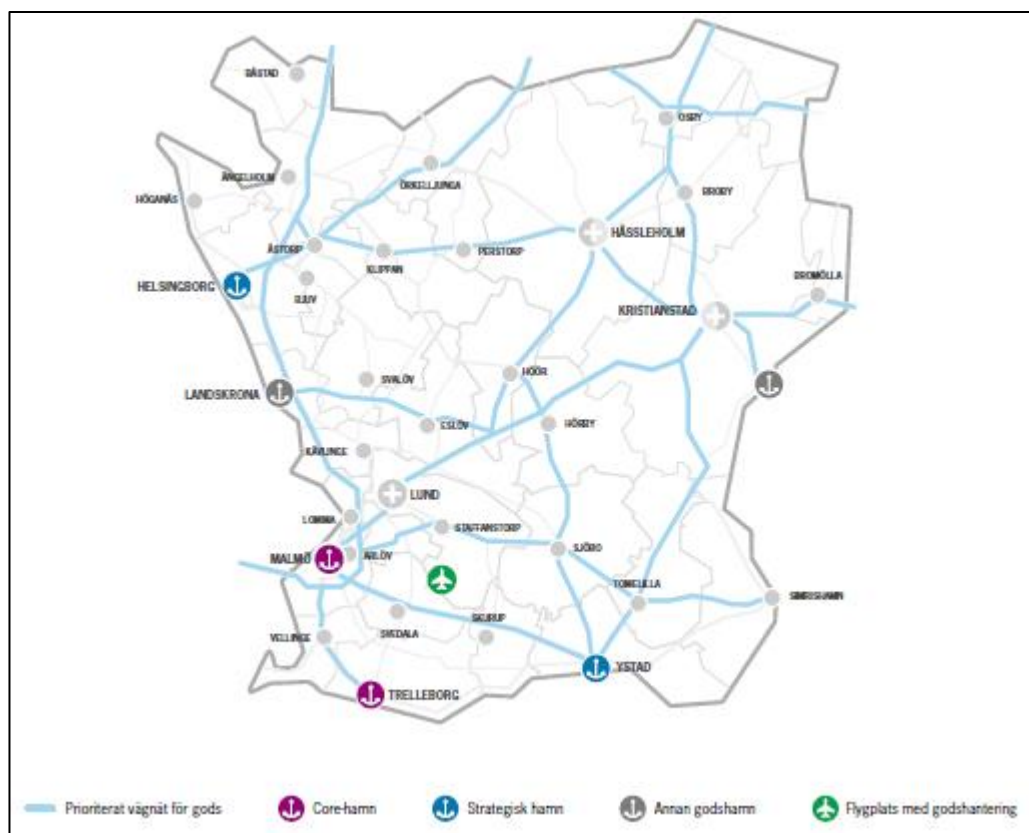 BÅSTAD
OSBY
ÄNGELHOLM
ÖRKELLJUNGA
HÖGANÄS
BROBY
HÄSSLEHOLM
ÅSTORP
KLIPPAN
PERSTORP
BROMÖLLA
HELSINGBORG
BJUV
KRISTIANSTAD
HÖÖR
SVALÖV
LANDSKRONA
ESLÖV
HÖRBY
KÄVLINGE
LUND
LOMMA
STAFFANSTORP
MALMÖ
ARLÖV
SJÖBO
TOMELILLA
SIMRISHAMN
SVEDALA
SKURUP
VELLINGE
YSTAD
TRELLEBORG
Prioriterat vägnät för gods
Core-hamn
Strategisk hamn
Annan godshamn
Flygplats med godshantering